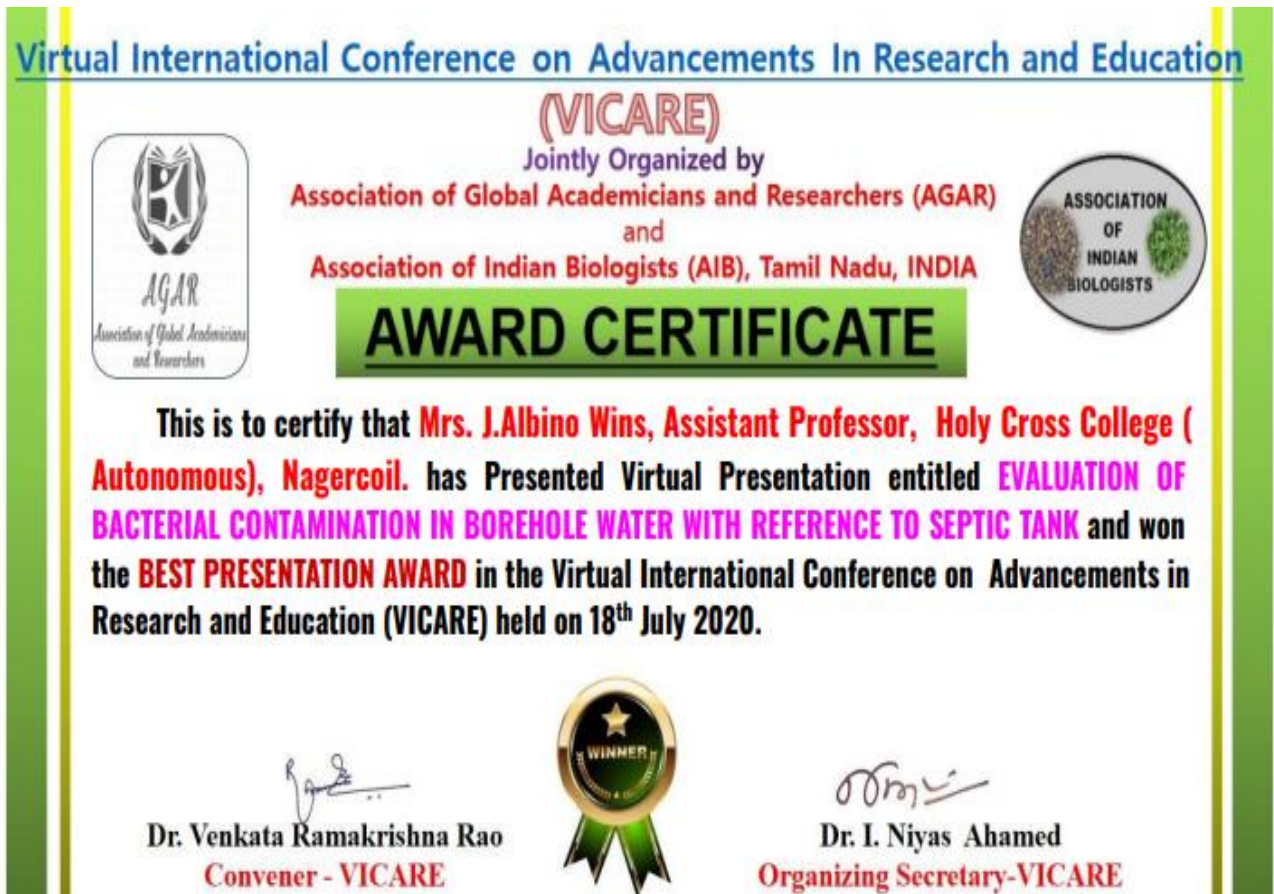 Virtual International Conference on Advancements In Research and Education
(VICARE)
Jointly Organized by
Association of Global Academicians and Researchers (AGAR)
and
Association of Indian Biologists (AIB), Tamil Nadu, INDIA
AGAR
Association of Global Academicians
and Researchers
ASSOCIATION
OF
INDIAN
BIOLOGISTS
AWARD CERTIFICATE
This is to certify that Mrs. J.Albino Wins, Assistant Professor, Holy Cross College (
Autonomous), Nagercoil. has Presented Virtual Presentation entitled EVALUATION OF
BACTERIAL CONTAMINATION IN BOREHOLE WATER WITH REFERENCE TO SEPTIC TANK and won
the BEST PRESENTATION AWARD in the Virtual International Conference on Advancements in
Research and Education (VICARE) held on 18th July 2020.
WINNER
Dr. Venkata Ramakrishna Rao
Convener - VICARE
Dr. I. Niyas Ahamed
Organizing Secretary-VICARE